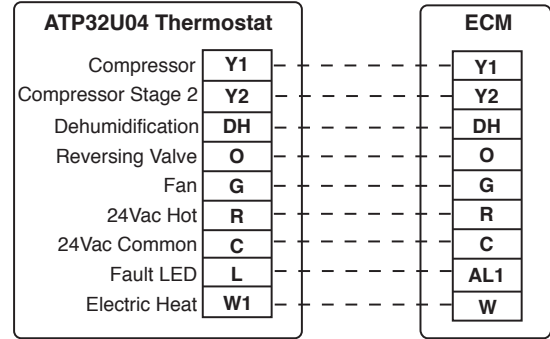 ATP32U04 Thermostat ECM
Compressor Y1 Y1
Compressor Stage 2 Y2 Y2
Dehumidification DH DH
Reversing Valve O O
Fan G G
24Vac Hot R R
24Vac Common C C
Fault LED L AL1
Electric Heat W1 W